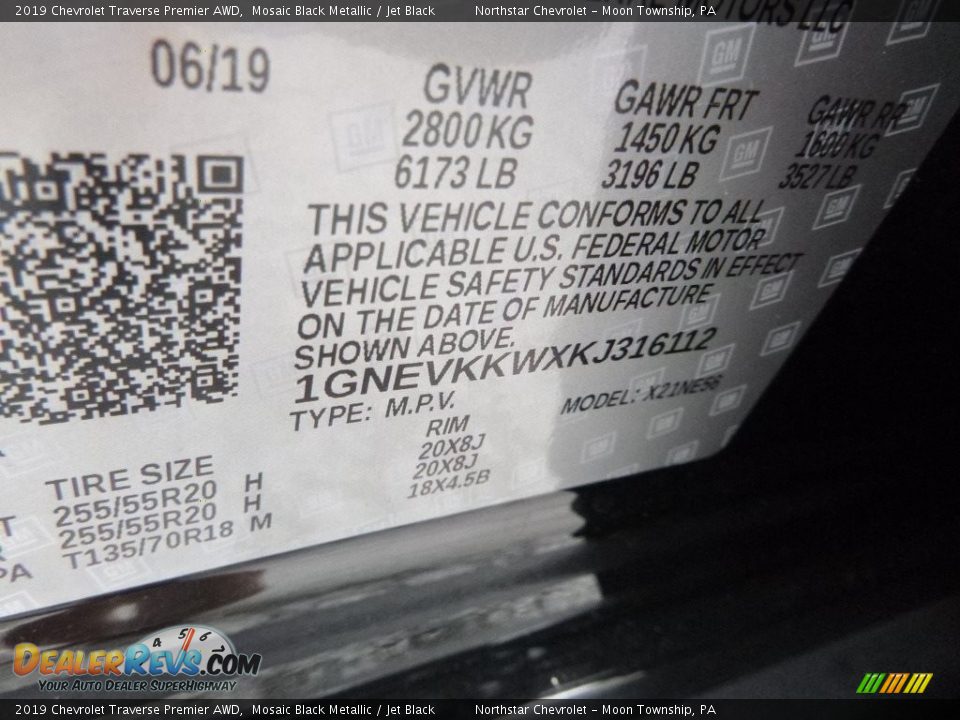 2019 Chevrolet Traverse Premier AWD, Mosaic Black Metallic / Jet Black Northstar Chevrolet - Moon Township, PA
MOTORS LLC
06/19
GVWR GAWR FRT GAWR RR
2800 KG 1450 KG 1600 KG
6173 LB 3196 LB 3527 LB
THIS VEHICLE CONFORMS TO ALL
APPLICABLE U.S. FEDERAL MOTOR
VEHICLE SAFETY STANDARDS IN EFFECT
ON THE DATE OF MANUFACTURE
SHOWN ABOVE.
1GNEVKKWXKJ316112
TYPE: M.P.V. MODEL: X21NE56
TIRE SIZE RIM
255/55R20 H 20X8J
255/55R20 H 20X8J
T135/70R18 M 18X4.5B
DEALERREVS.COM
YOUR AUTO DEALER SUPERHIGHWAY
2019 Chevrolet Traverse Premier AWD, Mosaic Black Metallic / Jet Black Northstar Chevrolet - Moon Township, PA